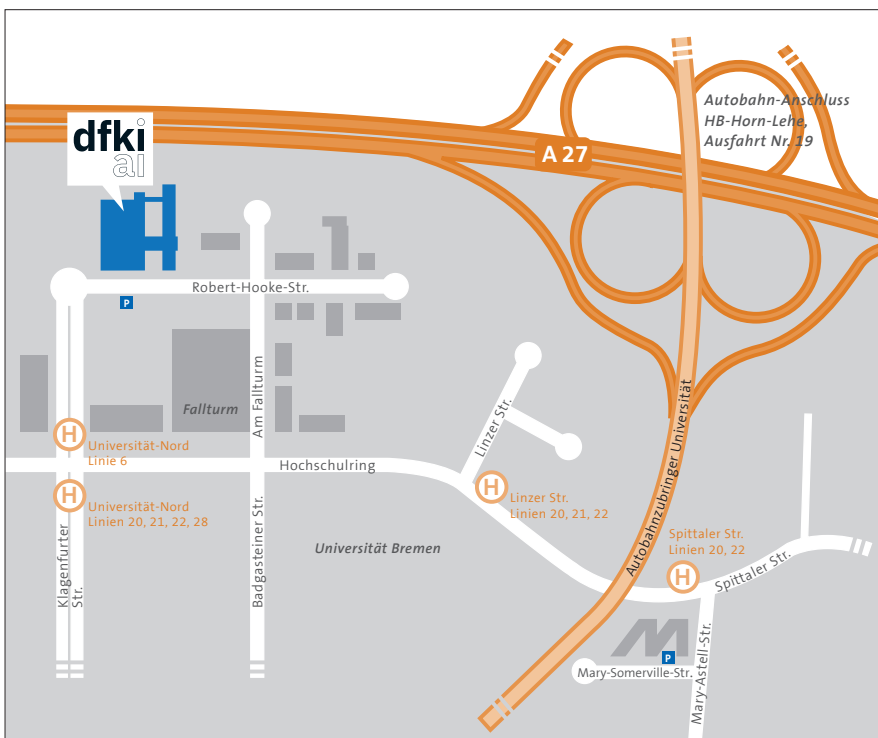 Autobahn-Anschluss
HB-Horn-Lehe,
Ausfahrt Nr. 19
dfki
ai
A 27
Robert-Hooke-Str.
P
Am Fallturm
Fallturm
Autobahnzubringer Universität
Linzer Str.
H
Universität-Nord
Linie 6
Hochschulring
H
Universität-Nord
Linien 20, 21, 22, 28
H
Linzer Str.
Linien 20, 21, 22
Klagenfurter
Str.
Badgasteiner Str.
Universität Bremen
Spittaler Str.
Linien 20, 22
H
Spittaler Str.
P
Mary-Somerville-Str.
Mary-Astell-Str.